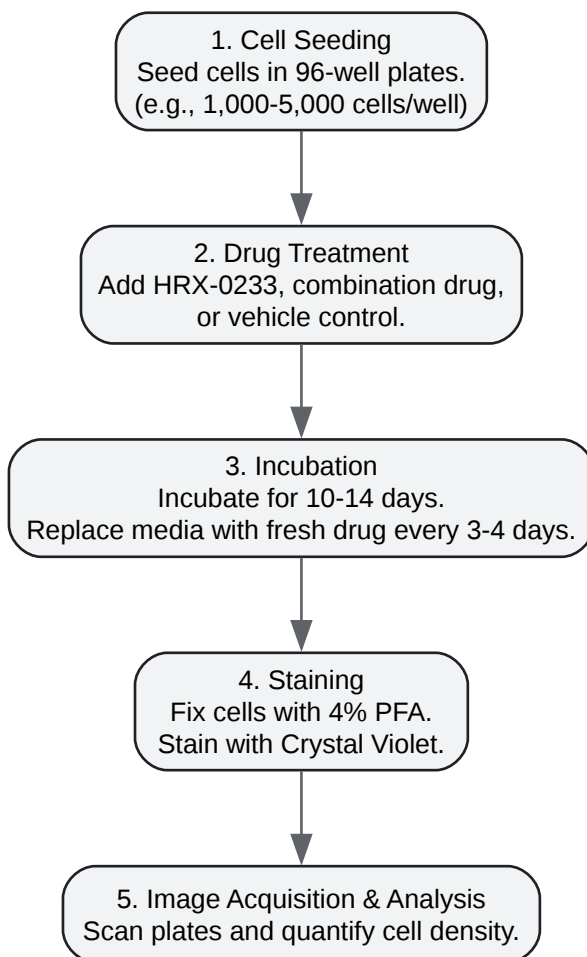 1. Cell Seeding
Seed cells in 96-well plates.
(e.g., 1,000-5,000 cells/well)
2. Drug Treatment
Add HRX-0233, combination drug,
or vehicle control.
3. Incubation
Incubate for 10-14 days.
Replace media with fresh drug every 3-4 days.
4. Staining
Fix cells with 4% PFA.
Stain with Crystal Violet.
5. Image Acquisition & Analysis
Scan plates and quantify cell density.